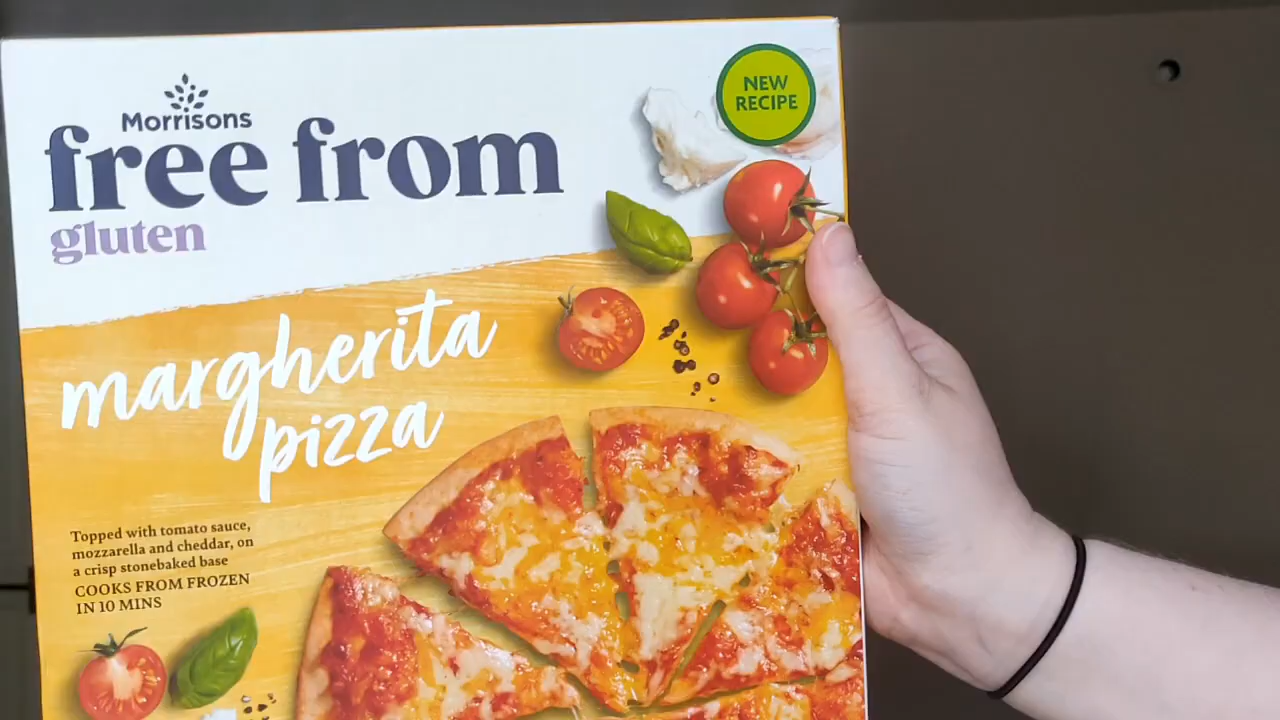 NEW
RECIPE
Morrisons
free from
gluten
margherita
pizza
Topped with tomato sauce,
mozzarella and cheddar, on
a crisp stonebaked base
COOKS FROM FROZEN
IN 10 MINS